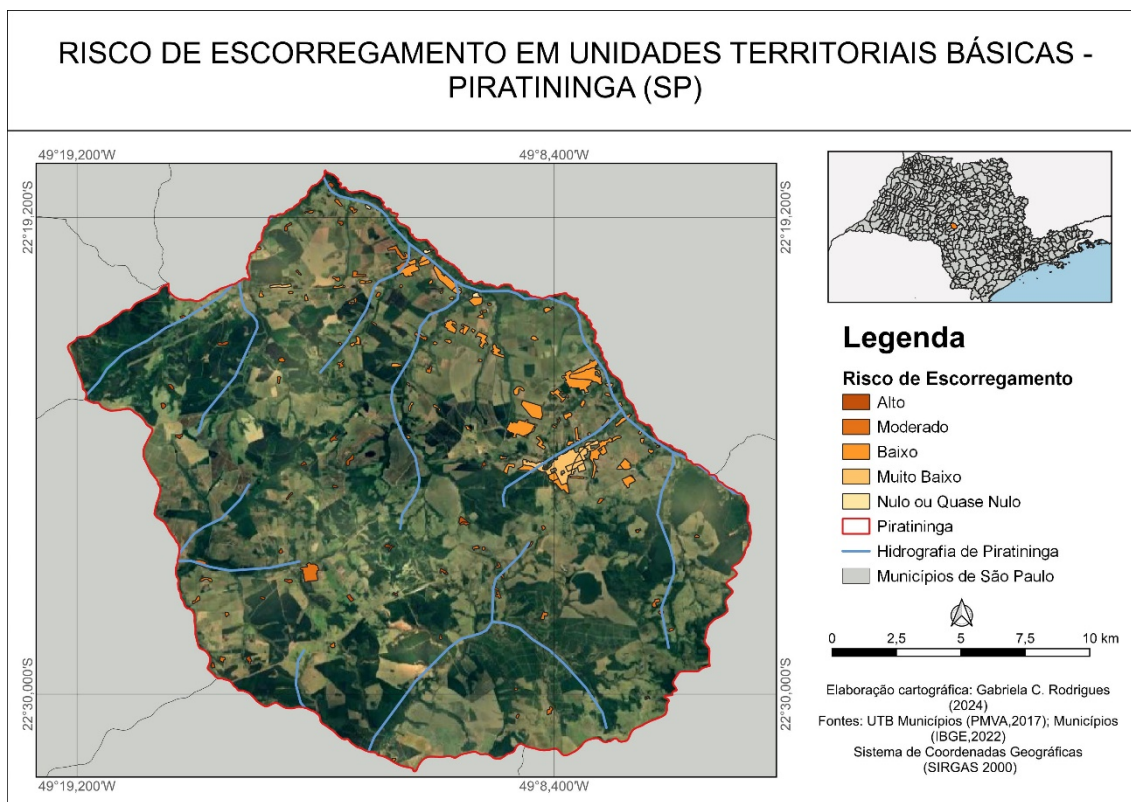 RISCO DE ESCORREGAMENTO EM UNIDADES TERRITORIAIS BÁSICAS -
PIRATININGA (SP)
49°19,200'W
49°8,400'W
22°19,200'S
22°19,200'S
22°30,000'S
22°30,000'S
49°19,200'W
49°8,400'W
Legenda
Risco de Escorregamento
Alto
Moderado
Baixo
Muito Baixo
Nulo ou Quase Nulo
Piratininga
Hidrografia de Piratininga
Municípios de São Paulo
0 2,5 5 7,5 10 km
Elaboração cartográfica: Gabriela C. Rodrigues
(2024)
Fontes: UTB Municípios (PMVA,2017); Municípios
(IBGE,2022)
Sistema de Coordenadas Geográficas
(SIRGAS 2000)